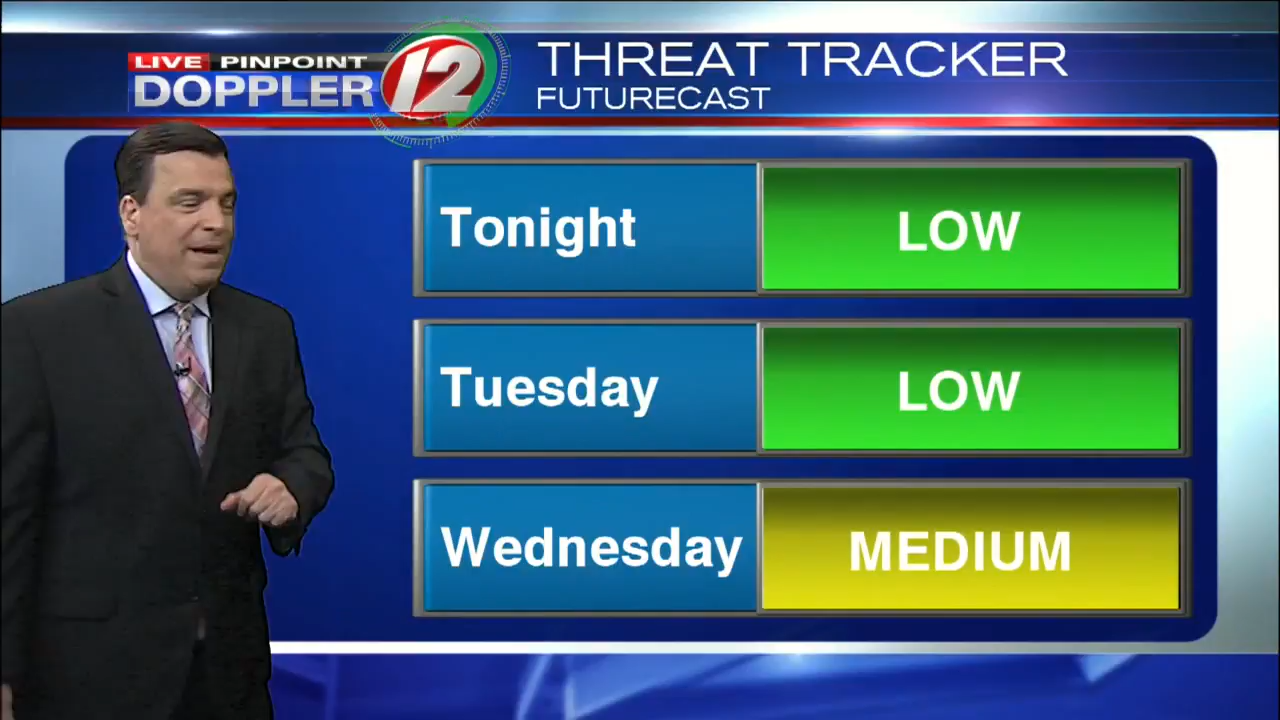 LIVE PINPOINT
DOPPLER 12
THREAT TRACKER
FUTURECAST
Tonight LOW
Tuesday LOW
Wednesday MEDIUM